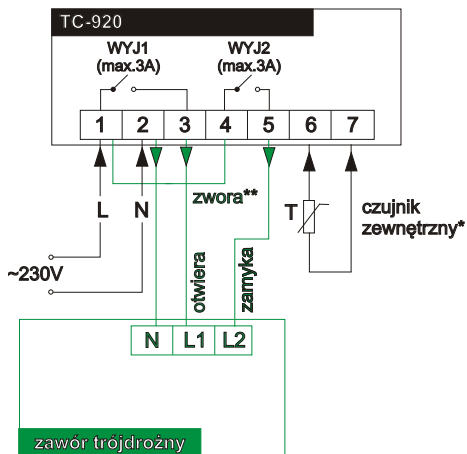 TC-920
WYJ1 WYJ2
(max.3A) (max.3A)
1 2 3 4 5 6 7
zwora**
L N T
czujnik
zewnętrzny*
~230V
otwiera
zamyka
N L1 L2
zawór trójdrożny